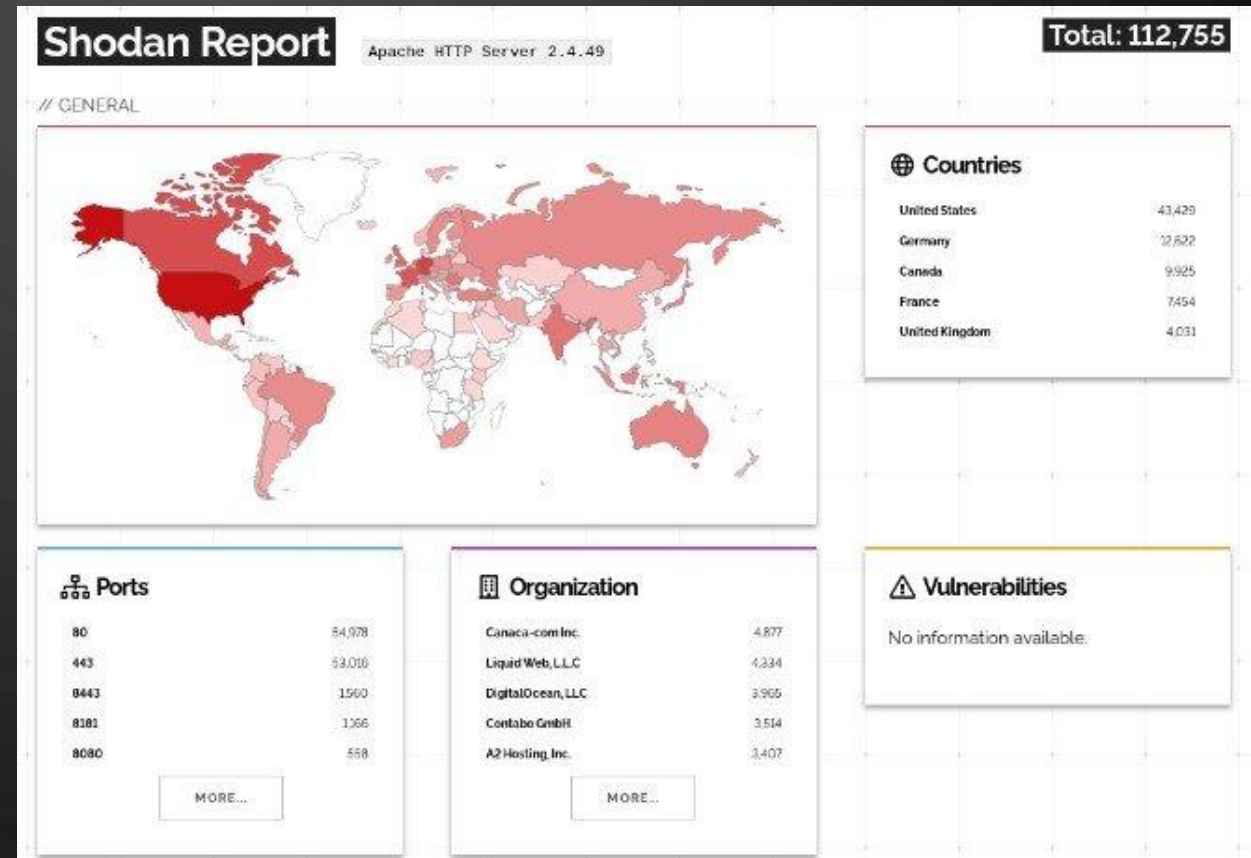 Shodan Report
Apache HTTP Server 2.4.49
Total: 112,755
// GENERAL
Countries
United States 43,429
Germany 12,622
Canada 9,925
France 7,454
United Kingdom 4,031
Ports
80 54,978
443 53,016
8443 1,560
8181
8080 558
MORE...
Organization
Canaca-com Inc. 4,877
Liquid Web, L.L.C 4,334
DigitalOcean, LLC 3,965
Contabo GmbH 3,514
A2 Hosting, Inc. 3,407
MORE...
Vulnerabilities
No information available.